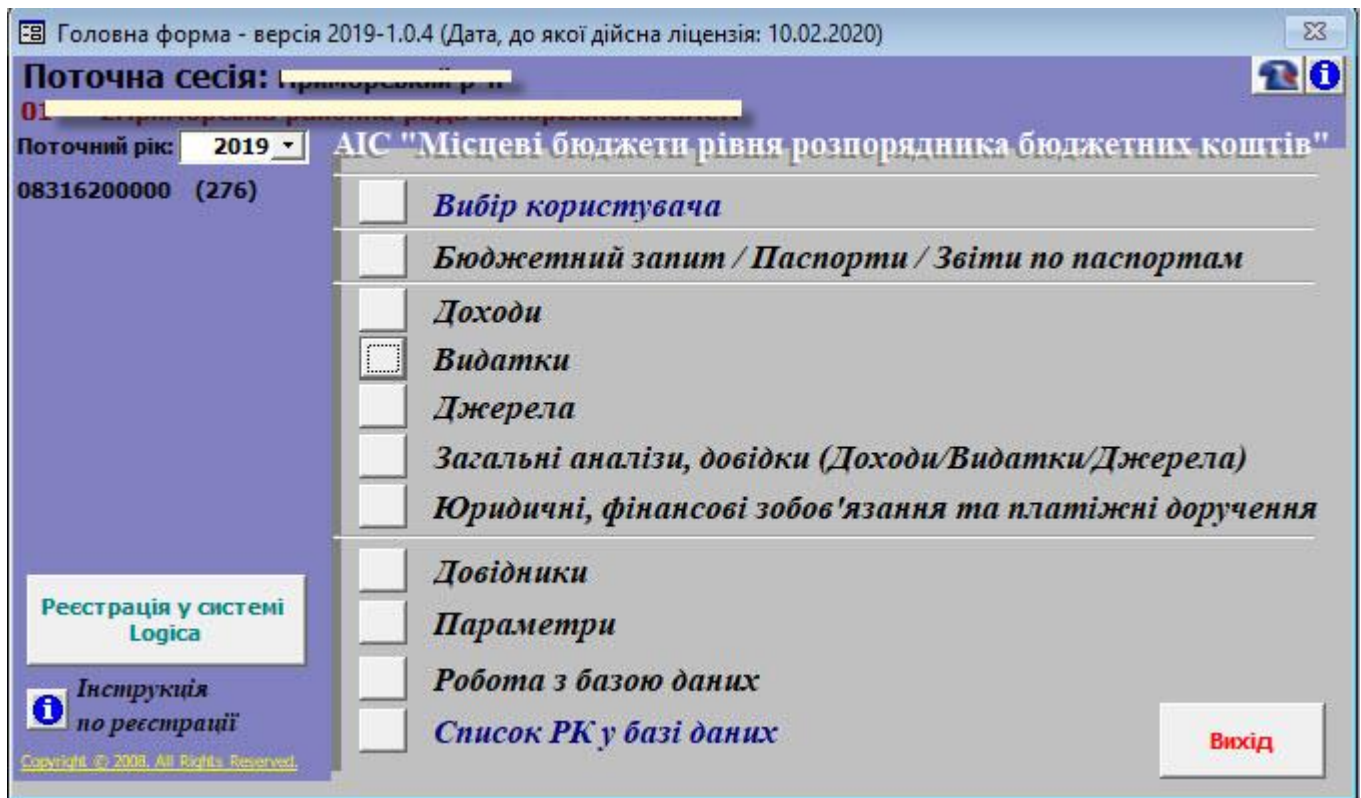 Головна форма - версія 2019-1.0.4 (Дата, до якої дійсна ліцензія: 10.02.2020)
Поточна сесія:
01
Поточний рік: 2019
АІС "Місцеві бюджети рівня розпорядника бюджетних коштів"
08316200000 (276)
Вибір користувача
Бюджетний запит / Паспорти / Звіти по паспортам
Доходи
Видатки
Джерела
Загальні аналізи, довідки (Доходи/Видатки/Джерела)
Юридичні, фінансові зобов'язання та платіжні доручення
Довідники
Параметри
Робота з базою даних
Список РК у базі даних
Реєстрація у системі
Logica
Інструкція
по реєстрації
Copyright © 2008. All Rights Reserved.
Вихід